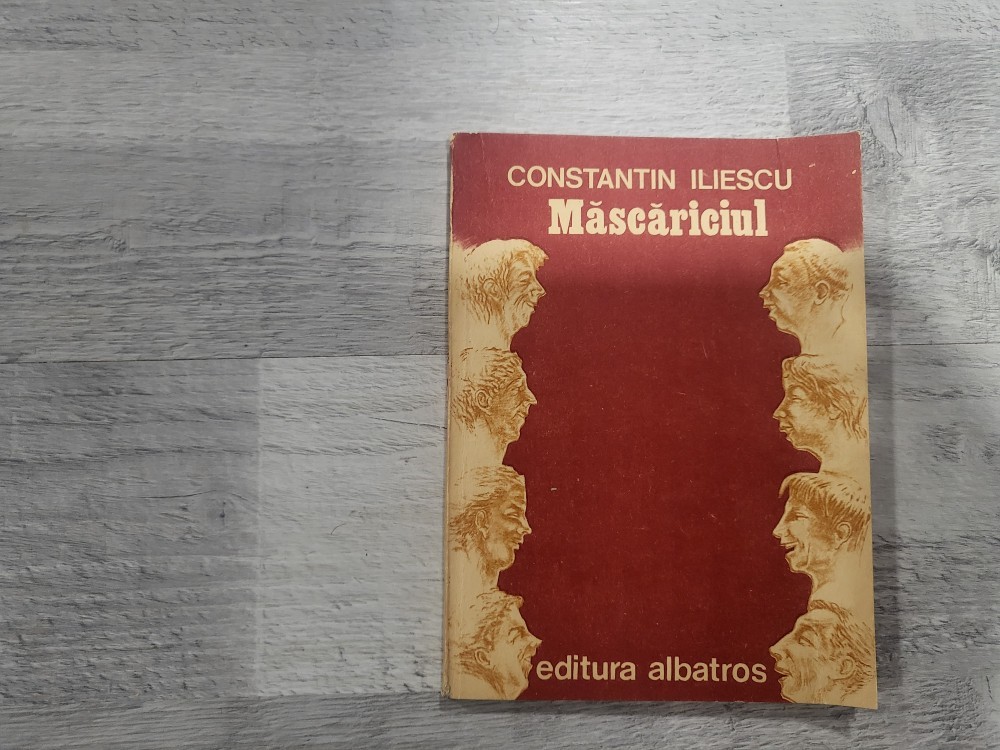 CONSTANTIN ILIESCU
Măscăriciul
editura albatros